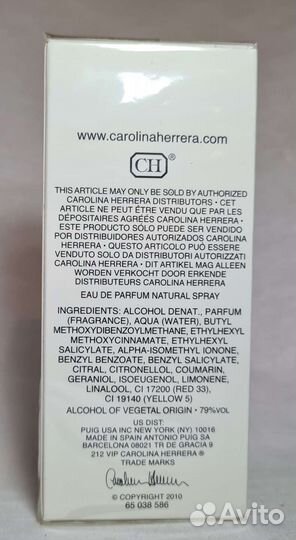 www.carolinaherrera.com
CH®
THIS ARTICLE MAY ONLY BE SOLD BY AUTHORIZED
CAROLINA HERRERA DISTRIBUTORS • CET
ARTICLE NE PEUT ÊTRE VENDU QUE PAR LES
DÉPOSITAIRES AGRÉÉS CAROLINA HERRERA •
ESTE PRODUCTO SÓLO PUEDE SER VENDIDO
POR DISTRIBUIDORES AUTORIZADOS CAROLINA
HERRERA • QUESTO ARTICOLO PUÒ ESSERE
VENDUTO SOLO DA DISTRIBUTORI AUTORIZZATI
CAROLINA HERRERA • DIT ARTIKEL MAG ALLEEN
WORDEN VERKOCHT DOOR ERKENDE
DISTRIBUTEURS CAROLINA HERRERA
EAU DE PARFUM NATURAL SPRAY
INGREDIENTS: ALCOHOL DENAT., PARFUM
(FRAGRANCE), AQUA (WATER), BUTYL
METHOXYDIBENZOYLMETHANE, ETHYLHEXYL
METHOXYCINNAMATE, ETHYLHEXYL
SALICYLATE, ALPHA-ISOMETHYL IONONE,
BENZYL BENZOATE, BENZYL SALICYLATE,
CITRAL, CITRONELLOL, COUMARIN,
GERANIOL, ISOEUGENOL, LIMONENE,
LINALOOL, CI 17200 (RED 33),
CI 19140 (YELLOW 5)
ALCOHOL OF VEGETAL ORIGIN • 79%VOL
US DIST:
PUIG USA INC NEW YORK (NY) 10016
MADE IN SPAIN ANTONIO PUIG SA
BARCELONA 08021 TR DE GRACIA 9
212 VIP CAROLINA HERRERA ®
TRADE MARKS
Carolina Herrera
© COPYRIGHT 2010
65 038 586
Avito